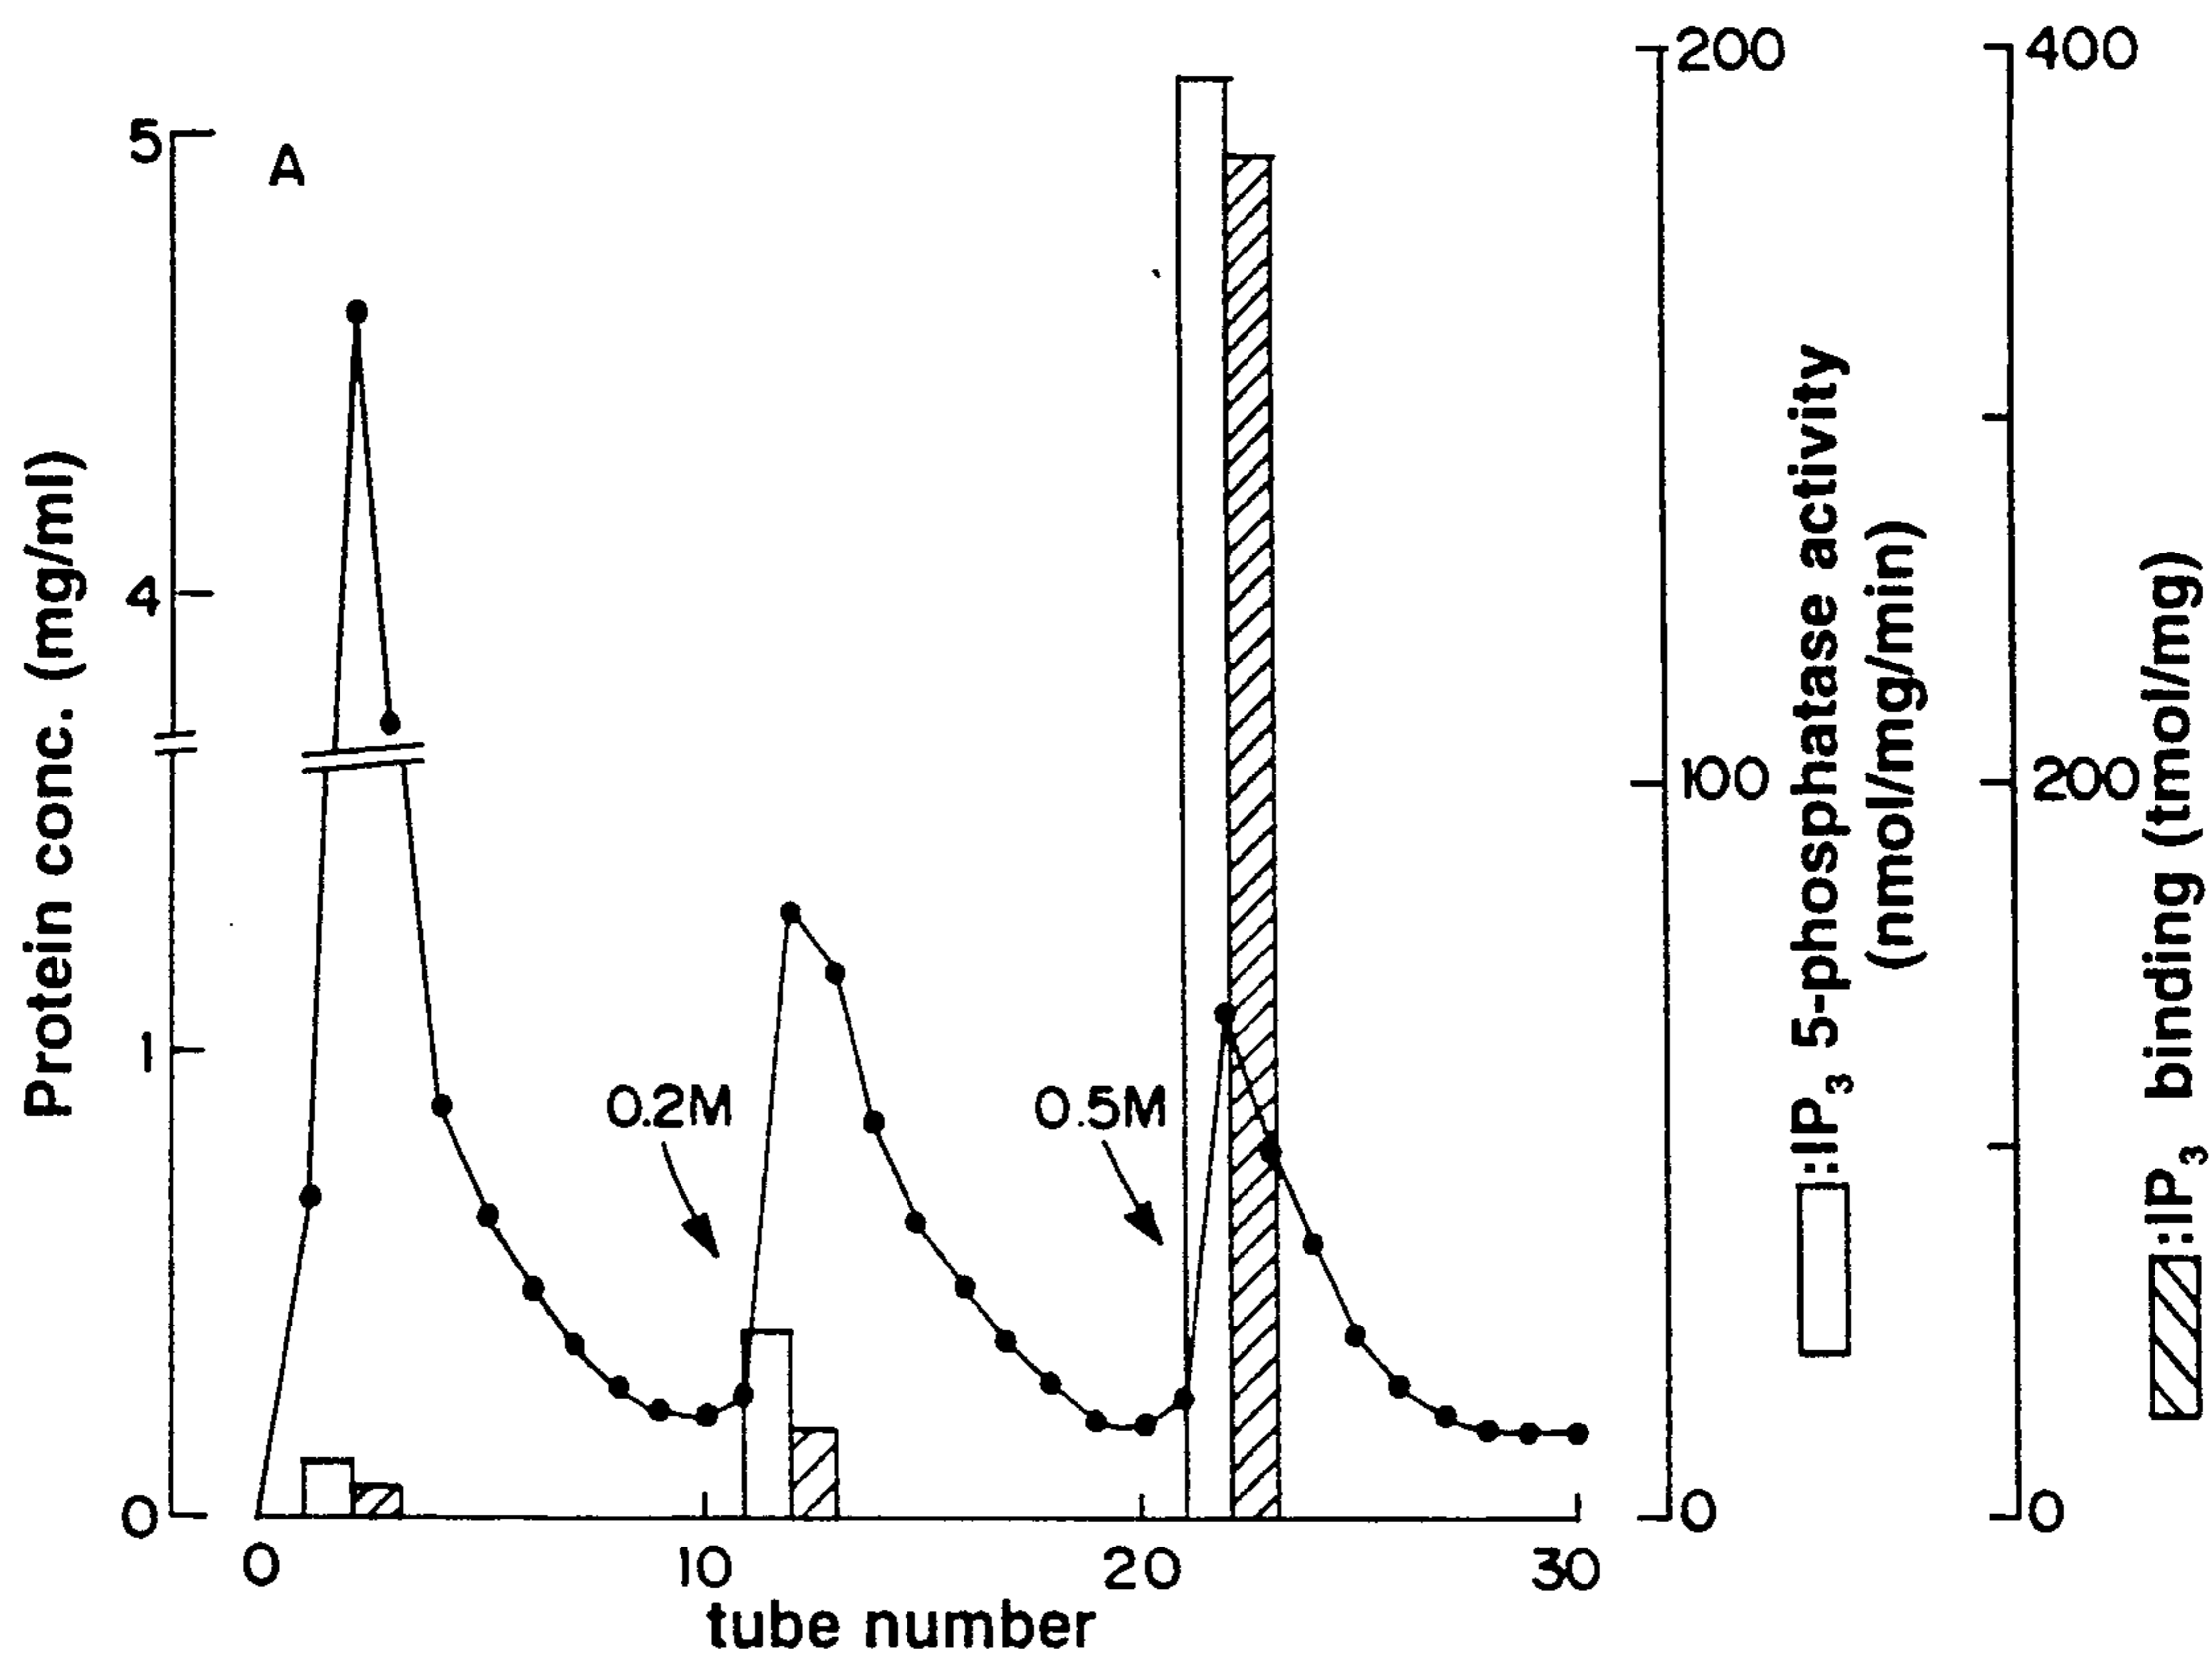 A
Protein conc. (mg/ml)
5
4
1
0
0.2M
0.5M
0
10
20
30
tube number
200
100
0
:IP3 5-phosphatase activity
(nmol/mg/min)
400
200
0
:IP3 binding (tmol/mg)